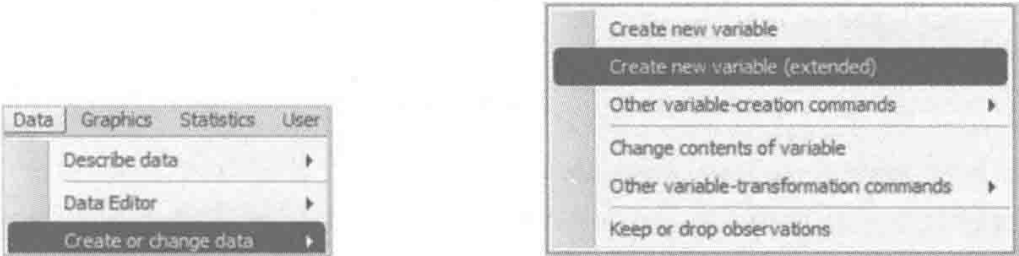 Data Graphics Statistics User
Describe data
Data Editor
Create or change data
Create new variable
Create new variable (extended)
Other variable-creation commands
Change contents of variable
Other variable-transformation commands
Keep or drop observations